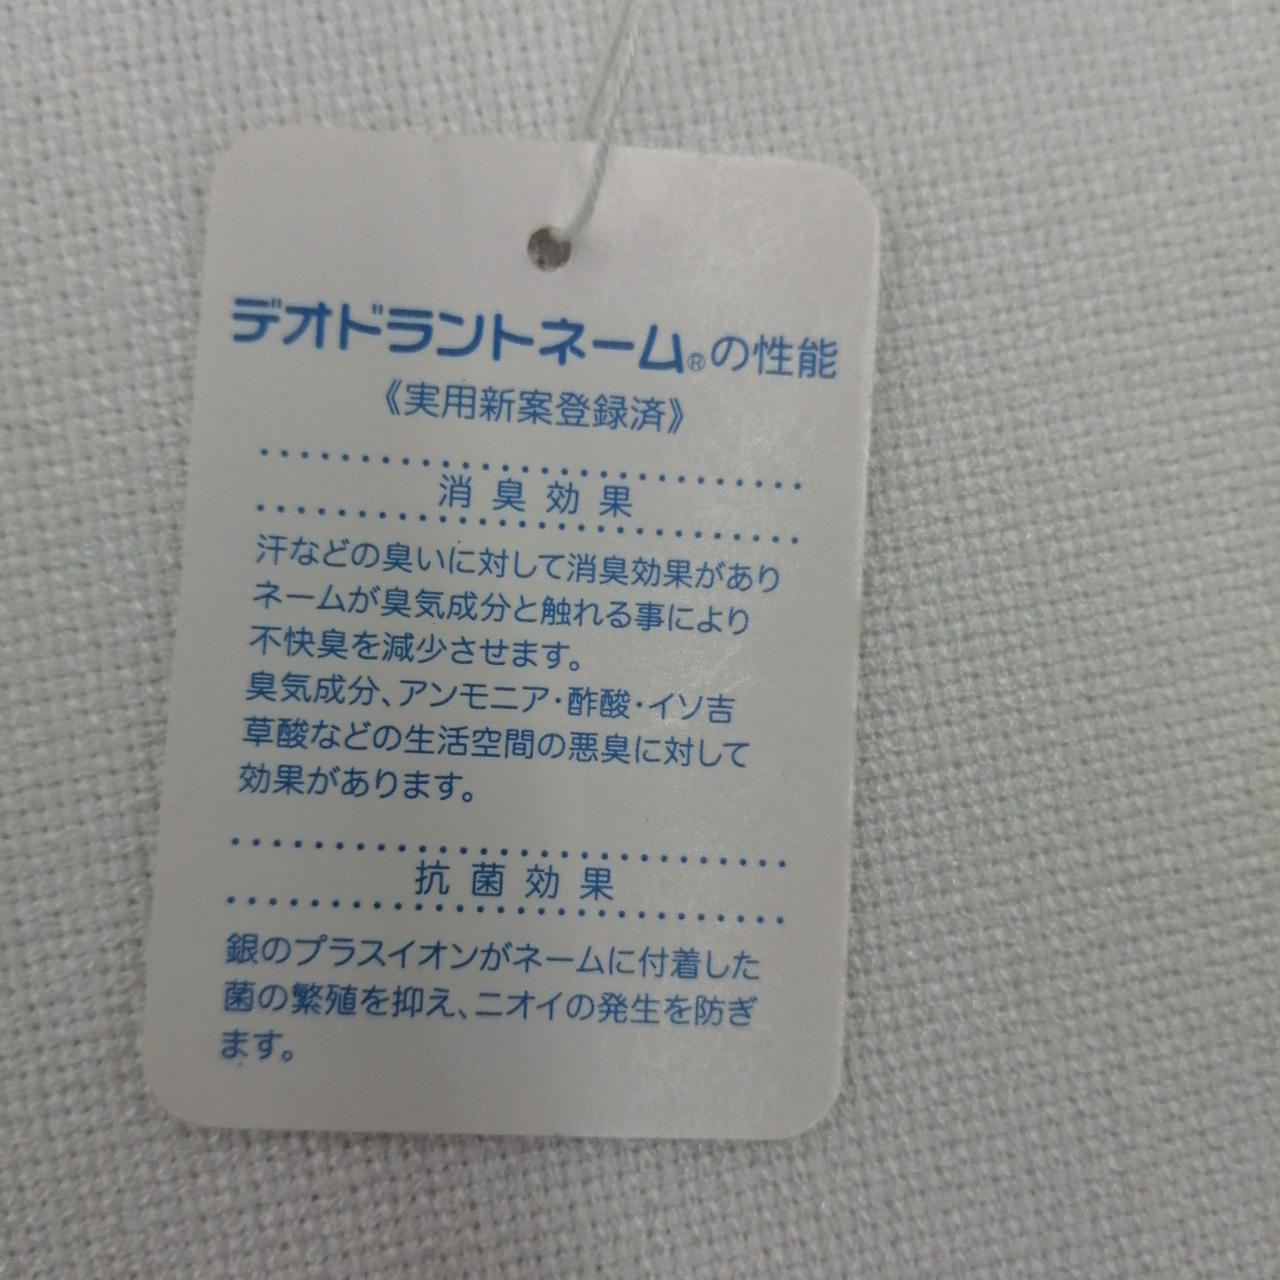 デオドラントネーム®の性能
《実用新案登録済》
消臭効果
汗などの臭いに対して消臭効果があり
ネームが臭気成分と触れる事により
不快臭を減少させます。
臭気成分、アンモニア・酢酸・イソ吉
草酸などの生活空間の悪臭に対して
効果があります。
抗菌効果
銀のプラスイオンがネームに付着した
菌の繁殖を抑え、ニオイの発生を防ぎ
ます。